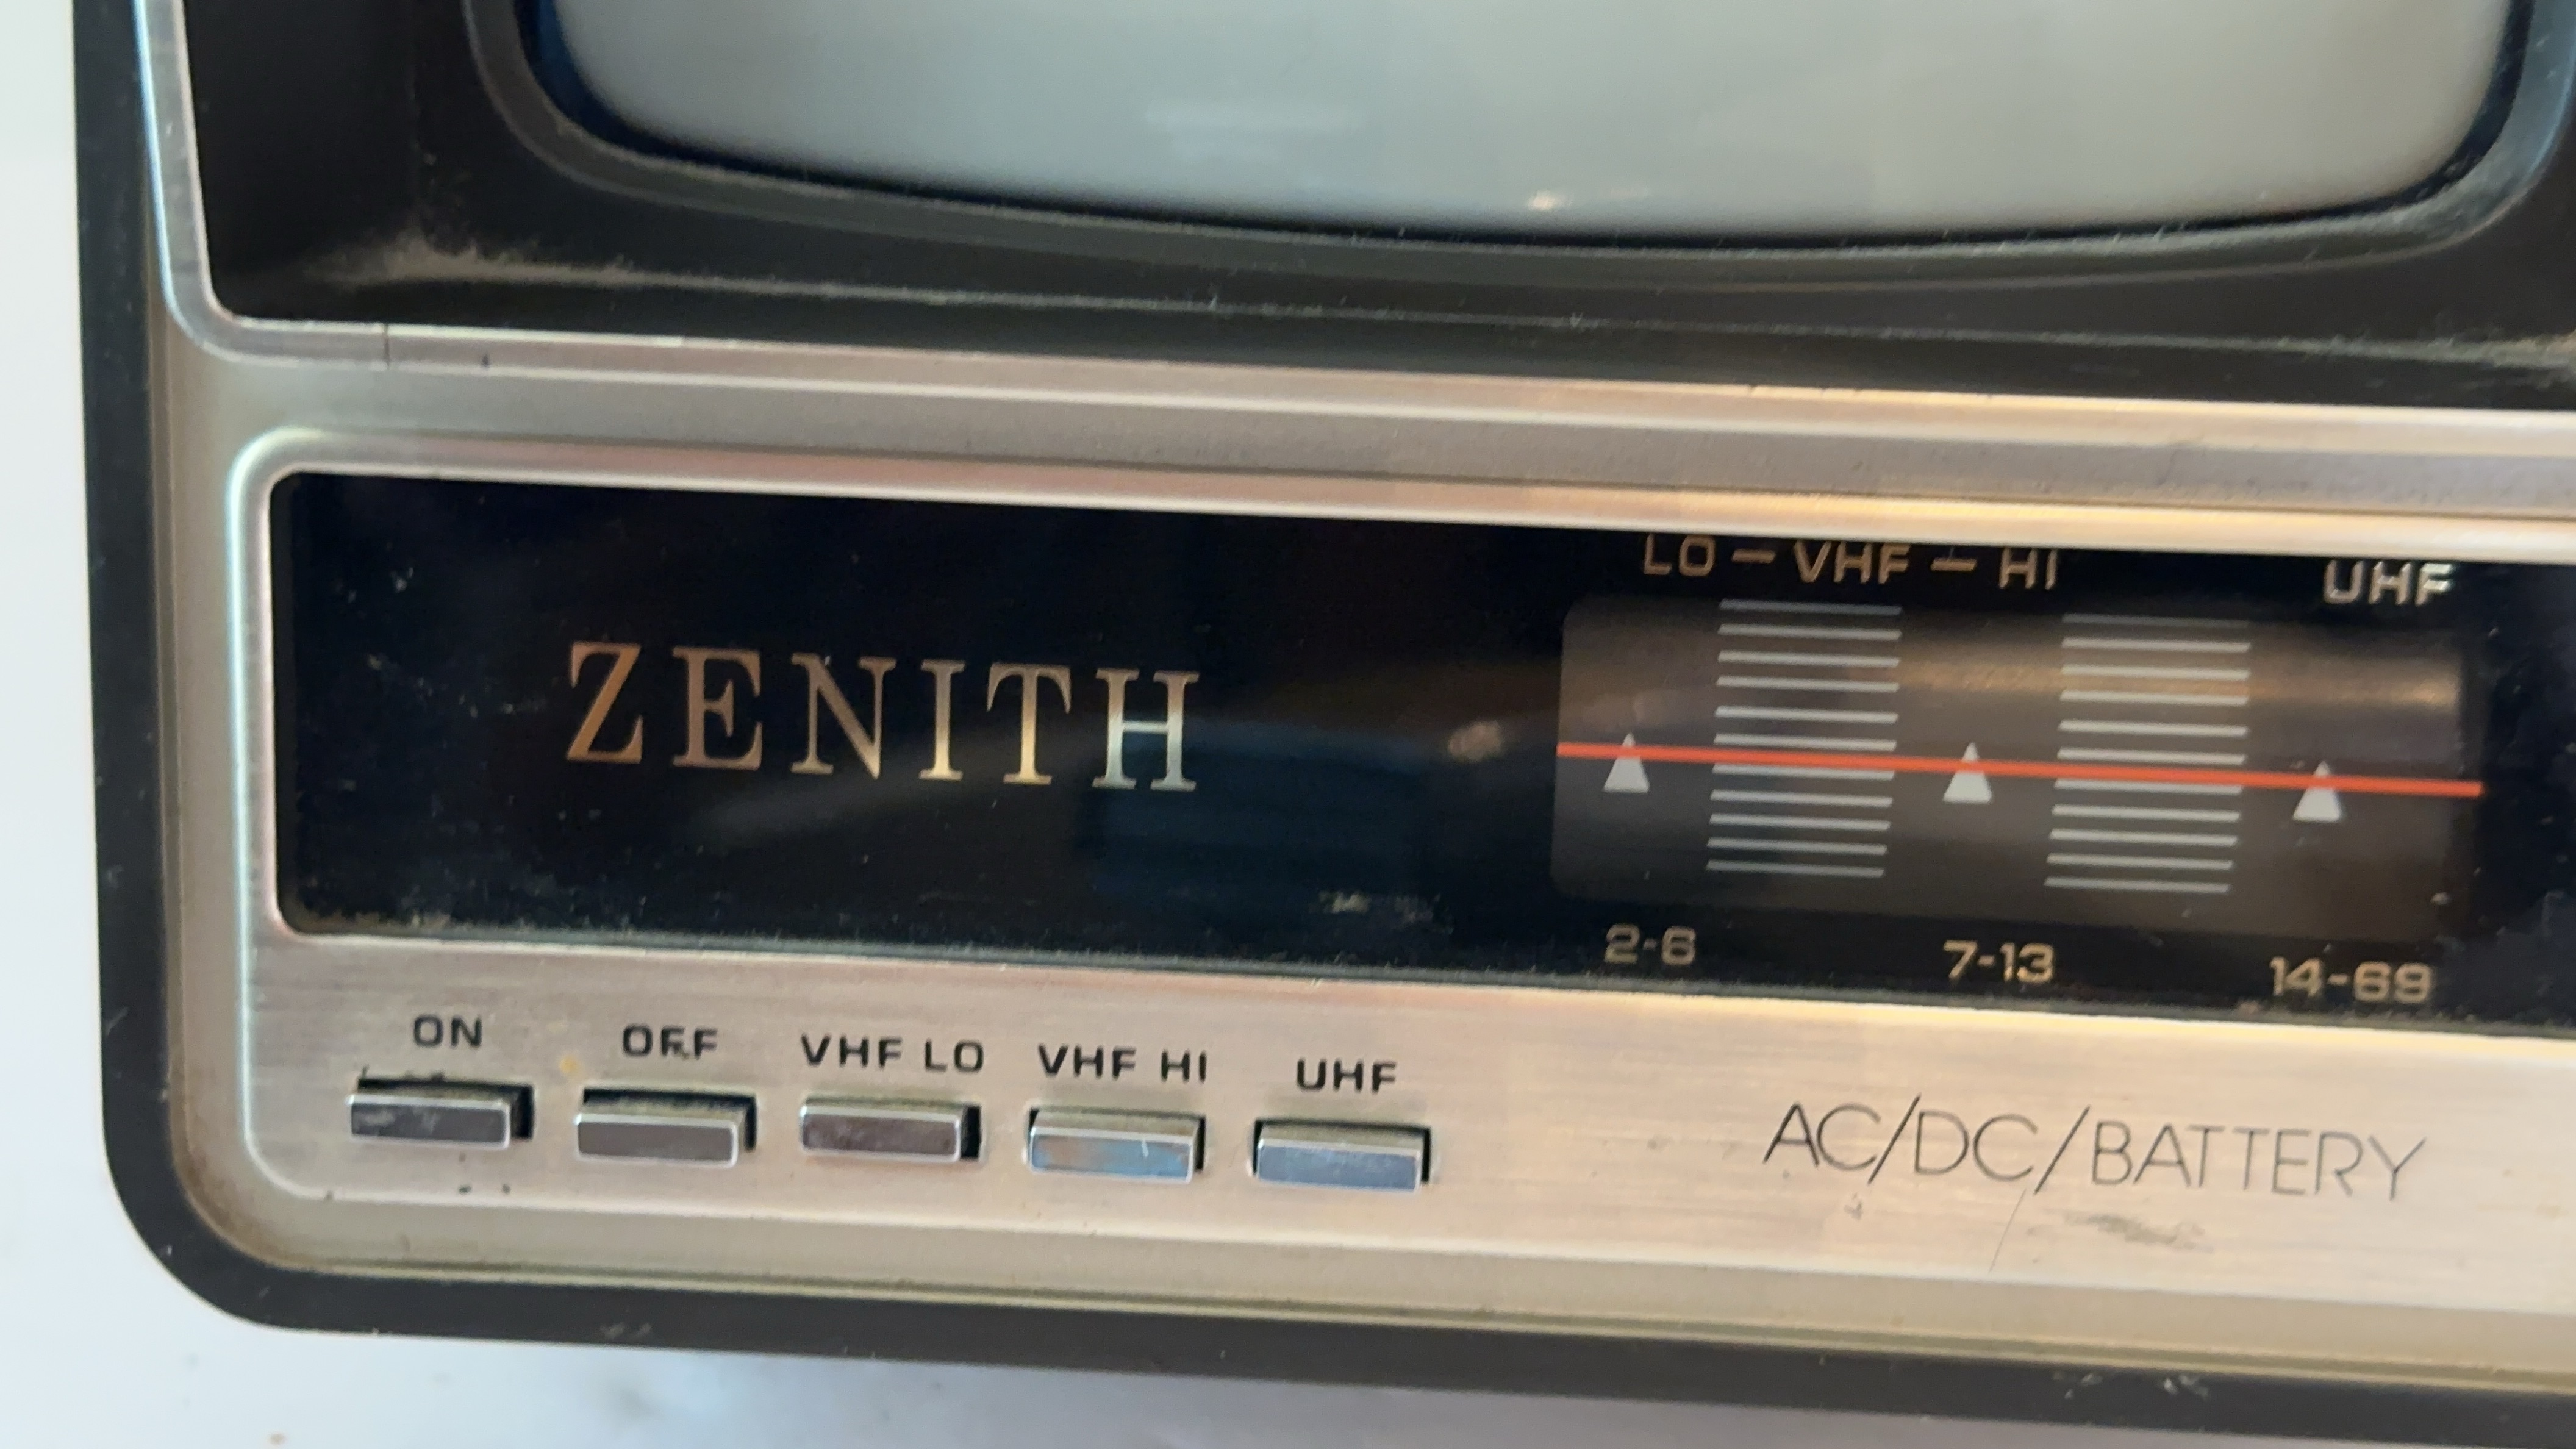 LO – VHF – HI UHF
ZENITH
2-6 7-13 14-69
ON OFF VHF LO VHF HI UHF
AC/DC/BATTERY